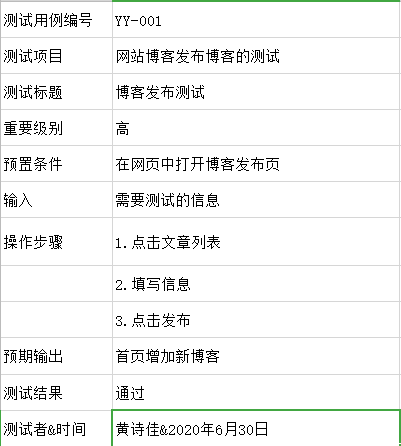 测试用例编号 YY-001
测试项目 网站博客发布博客的测试
测试标题 博客发布测试
重要级别 高
预置条件 在网页中打开博客发布页
输入 需要测试的信息
操作步骤 1.点击文章列表
2.填写信息
3.点击发布
预期输出 首页增加新博客
测试结果 通过
测试者&时间 黄诗佳&2020年6月30日